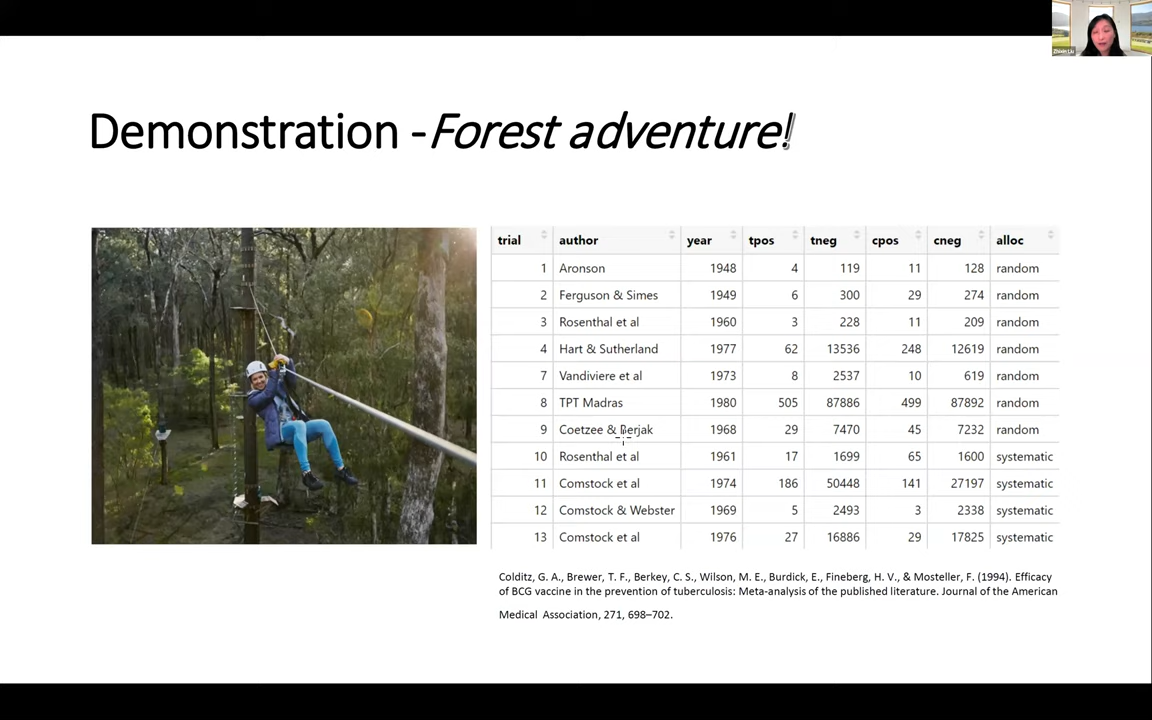 Zhixin Liu
Demonstration -Forest adventure!
trial author year tpos tneg cpos cneg alloc
1 Aronson 1948 4 119 11 128 random
2 Ferguson & Simes 1949 6 300 29 274 random
3 Rosenthal et al 1960 3 228 11 209 random
4 Hart & Sutherland 1977 62 13536 248 12619 random
7 Vandiviere et al 1973 8 2537 10 619 random
8 TPT Madras 1980 505 87886 499 87892 random
9 Coetzee & Berjak 1968 29 7470 45 7232 random
10 Rosenthal et al 1961 17 1699 65 1600 systematic
11 Comstock et al 1974 186 50448 141 27197 systematic
12 Comstock & Webster 1969 5 2493 3 2338 systematic
13 Comstock et al 1976 27 16886 29 17825 systematic
Colditz, G. A., Brewer, T. F., Berkey, C. S., Wilson, M. E., Burdick, E., Fineberg, H. V., & Mosteller, F. (1994). Efficacy
of BCG vaccine in the prevention of tuberculosis: Meta-analysis of the published literature. Journal of the American
Medical Association, 271, 698–702.